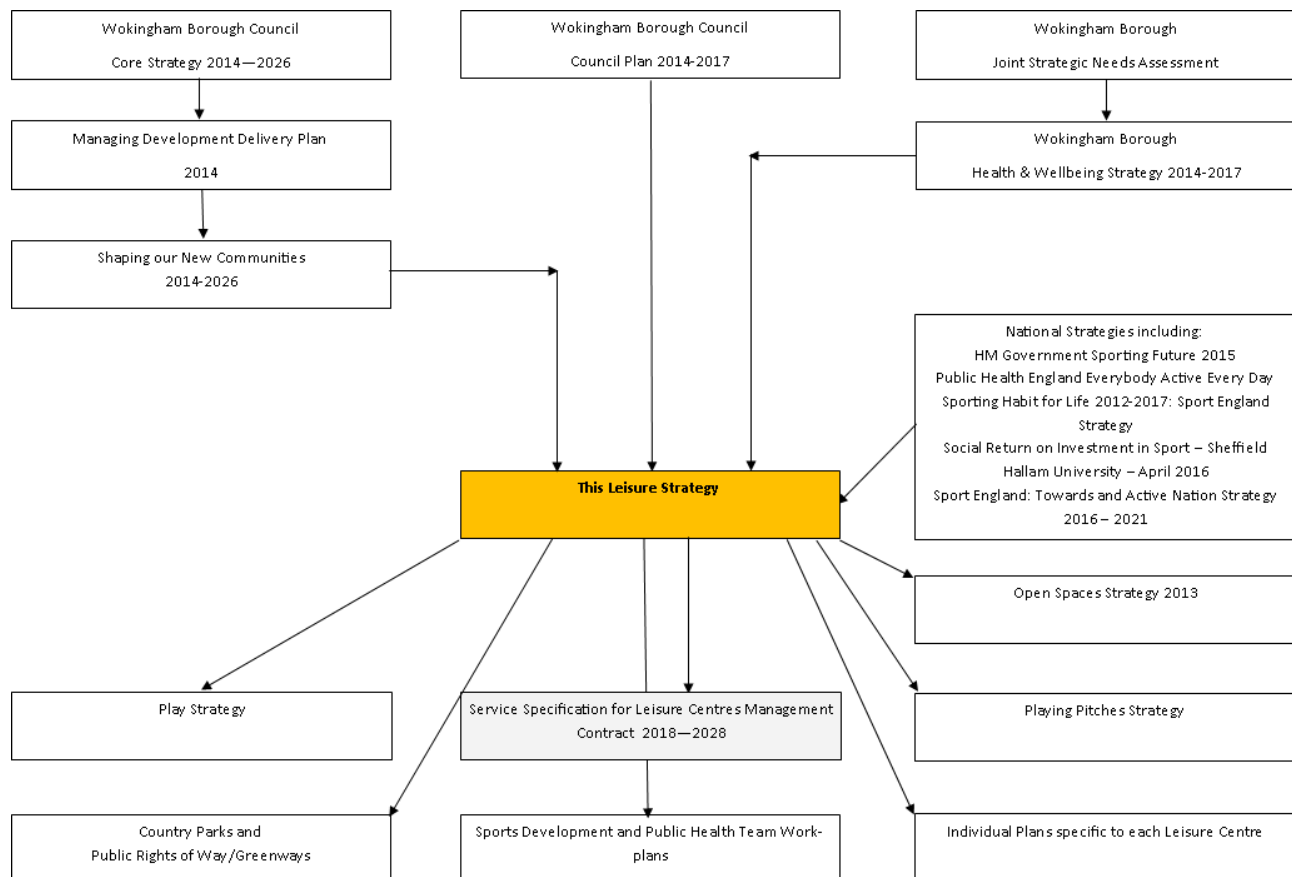 Wokingham Borough Council
Core Strategy 2014—2026
Wokingham Borough Council
Council Plan 2014-2017
Wokingham Borough
Joint Strategic Needs Assessment
Managing Development Delivery Plan
2014
Wokingham Borough
Health & Wellbeing Strategy 2014-2017
Shaping our New Communities
2014-2026
National Strategies including:
HM Government Sporting Future 2015
Public Health England Everybody Active Every Day
Sporting Habit for Life 2012-2017: Sport England
Strategy
Social Return on Investment in Sport – Sheffield
Hallam University – April 2016
Sport England: Towards and Active Nation Strategy
2016 – 2021
This Leisure Strategy
Open Spaces Strategy 2013
Play Strategy
Service Specification for Leisure Centres Management
Contract 2018—2028
Playing Pitches Strategy
Country Parks and
Public Rights of Way/Greenways
Sports Development and Public Health Team Work-
plans
Individual Plans specific to each Leisure Centre